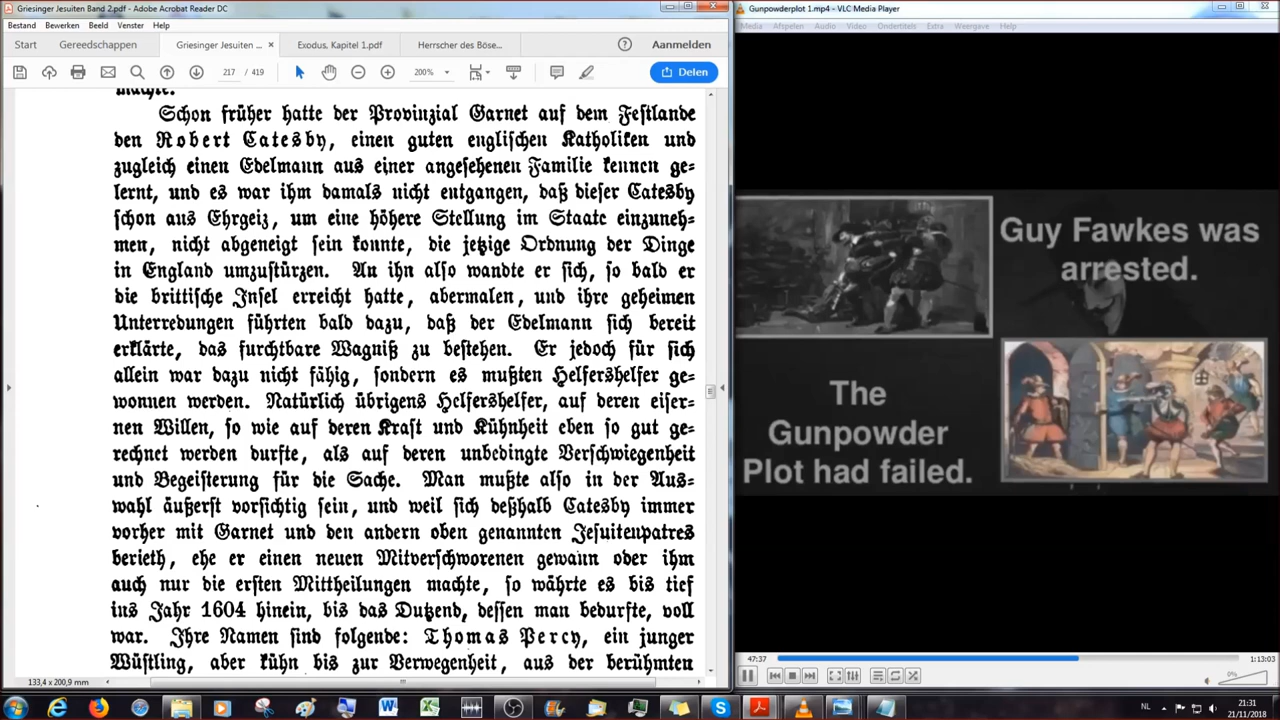 Griesinger Jesuiten Band 2.pdf - Adobe Acrobat Reader DC
Bestand Bewerken Beeld Venster Help
Start Gereedschappen Griesinger Jesuiten ... × Exodus, Kapitel 1.pdf Herrscher des Böse... Anmelden
217 / 419 200% Delen
machte.
Schon früher hatte der Provinzial Garnet auf dem Festlande
den Robert Catesby, einen guten englischen Katholiken und
zugleich einen Edelmann aus einer angesehenen Familie kennen ge-
lernt, und es war ihm damals nicht entgangen, daß dieser Catesby
schon aus Ehrgeiz, um eine höhere Stellung im Staate einzuneh-
men, nicht abgeneigt sein konnte, die jetzige Ordnung der Dinge
in England umzustürzen. An ihn also wandte er sich, so bald er
die brittische Insel erreicht hatte, abermalen, und ihre geheimen
Unterredungen führten bald dazu, daß der Edelmann sich bereit
erklärte, das furchtbare Wagniß zu bestehen. Er jedoch für sich
allein war dazu nicht fähig, sondern es mußten Helfershelfer ge-
wonnen werden. Natürlich übrigens Helfershelfer, auf deren eiser-
nen Willen, so wie auf deren Kraft und Kühnheit eben so gut ge-
rechnet werden durfte, als auf deren unbedingte Verschwiegenheit
und Begeisterung für die Sache. Man mußte also in der Aus-
wahl äußerst vorsichtig sein, und weil sich deßhalb Catesby immer
vorher mit Garnet und den andern oben genannten Jesuitenpatres
berieth, ehe er einen neuen Mitverschworenen gewann oder ihm
auch nur die ersten Mittheilungen machte, so währte es bis tief
ins Jahr 1604 hinein, bis das Dutzend, dessen man bedurfte, voll
war. Ihre Namen sind folgende: Thomas Percy, ein junger
Wüstling, aber kühn bis zur Verwegenheit, aus der berühmten
133,4 x 200,9 mm
Gunpowderplot 1.mp4 - VLC Media Player
Media Afspelen Audio Video Ondertitels Extra Weergave Help
Guy Fawkes was
arrested.
The
Gunpowder
Plot had failed.
47:37 1:13:03
0%
NL 21:31
21/11/2018